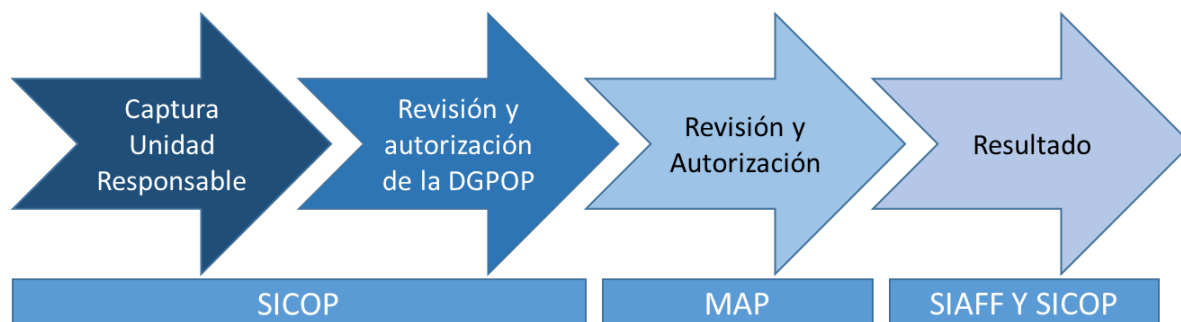 Captura
Unidad
Responsable
Revisión y
autorización
de la DGPOP
Revisión y
Autorización
Resultado
SICOP
MAP
SIAFF Y SICOP